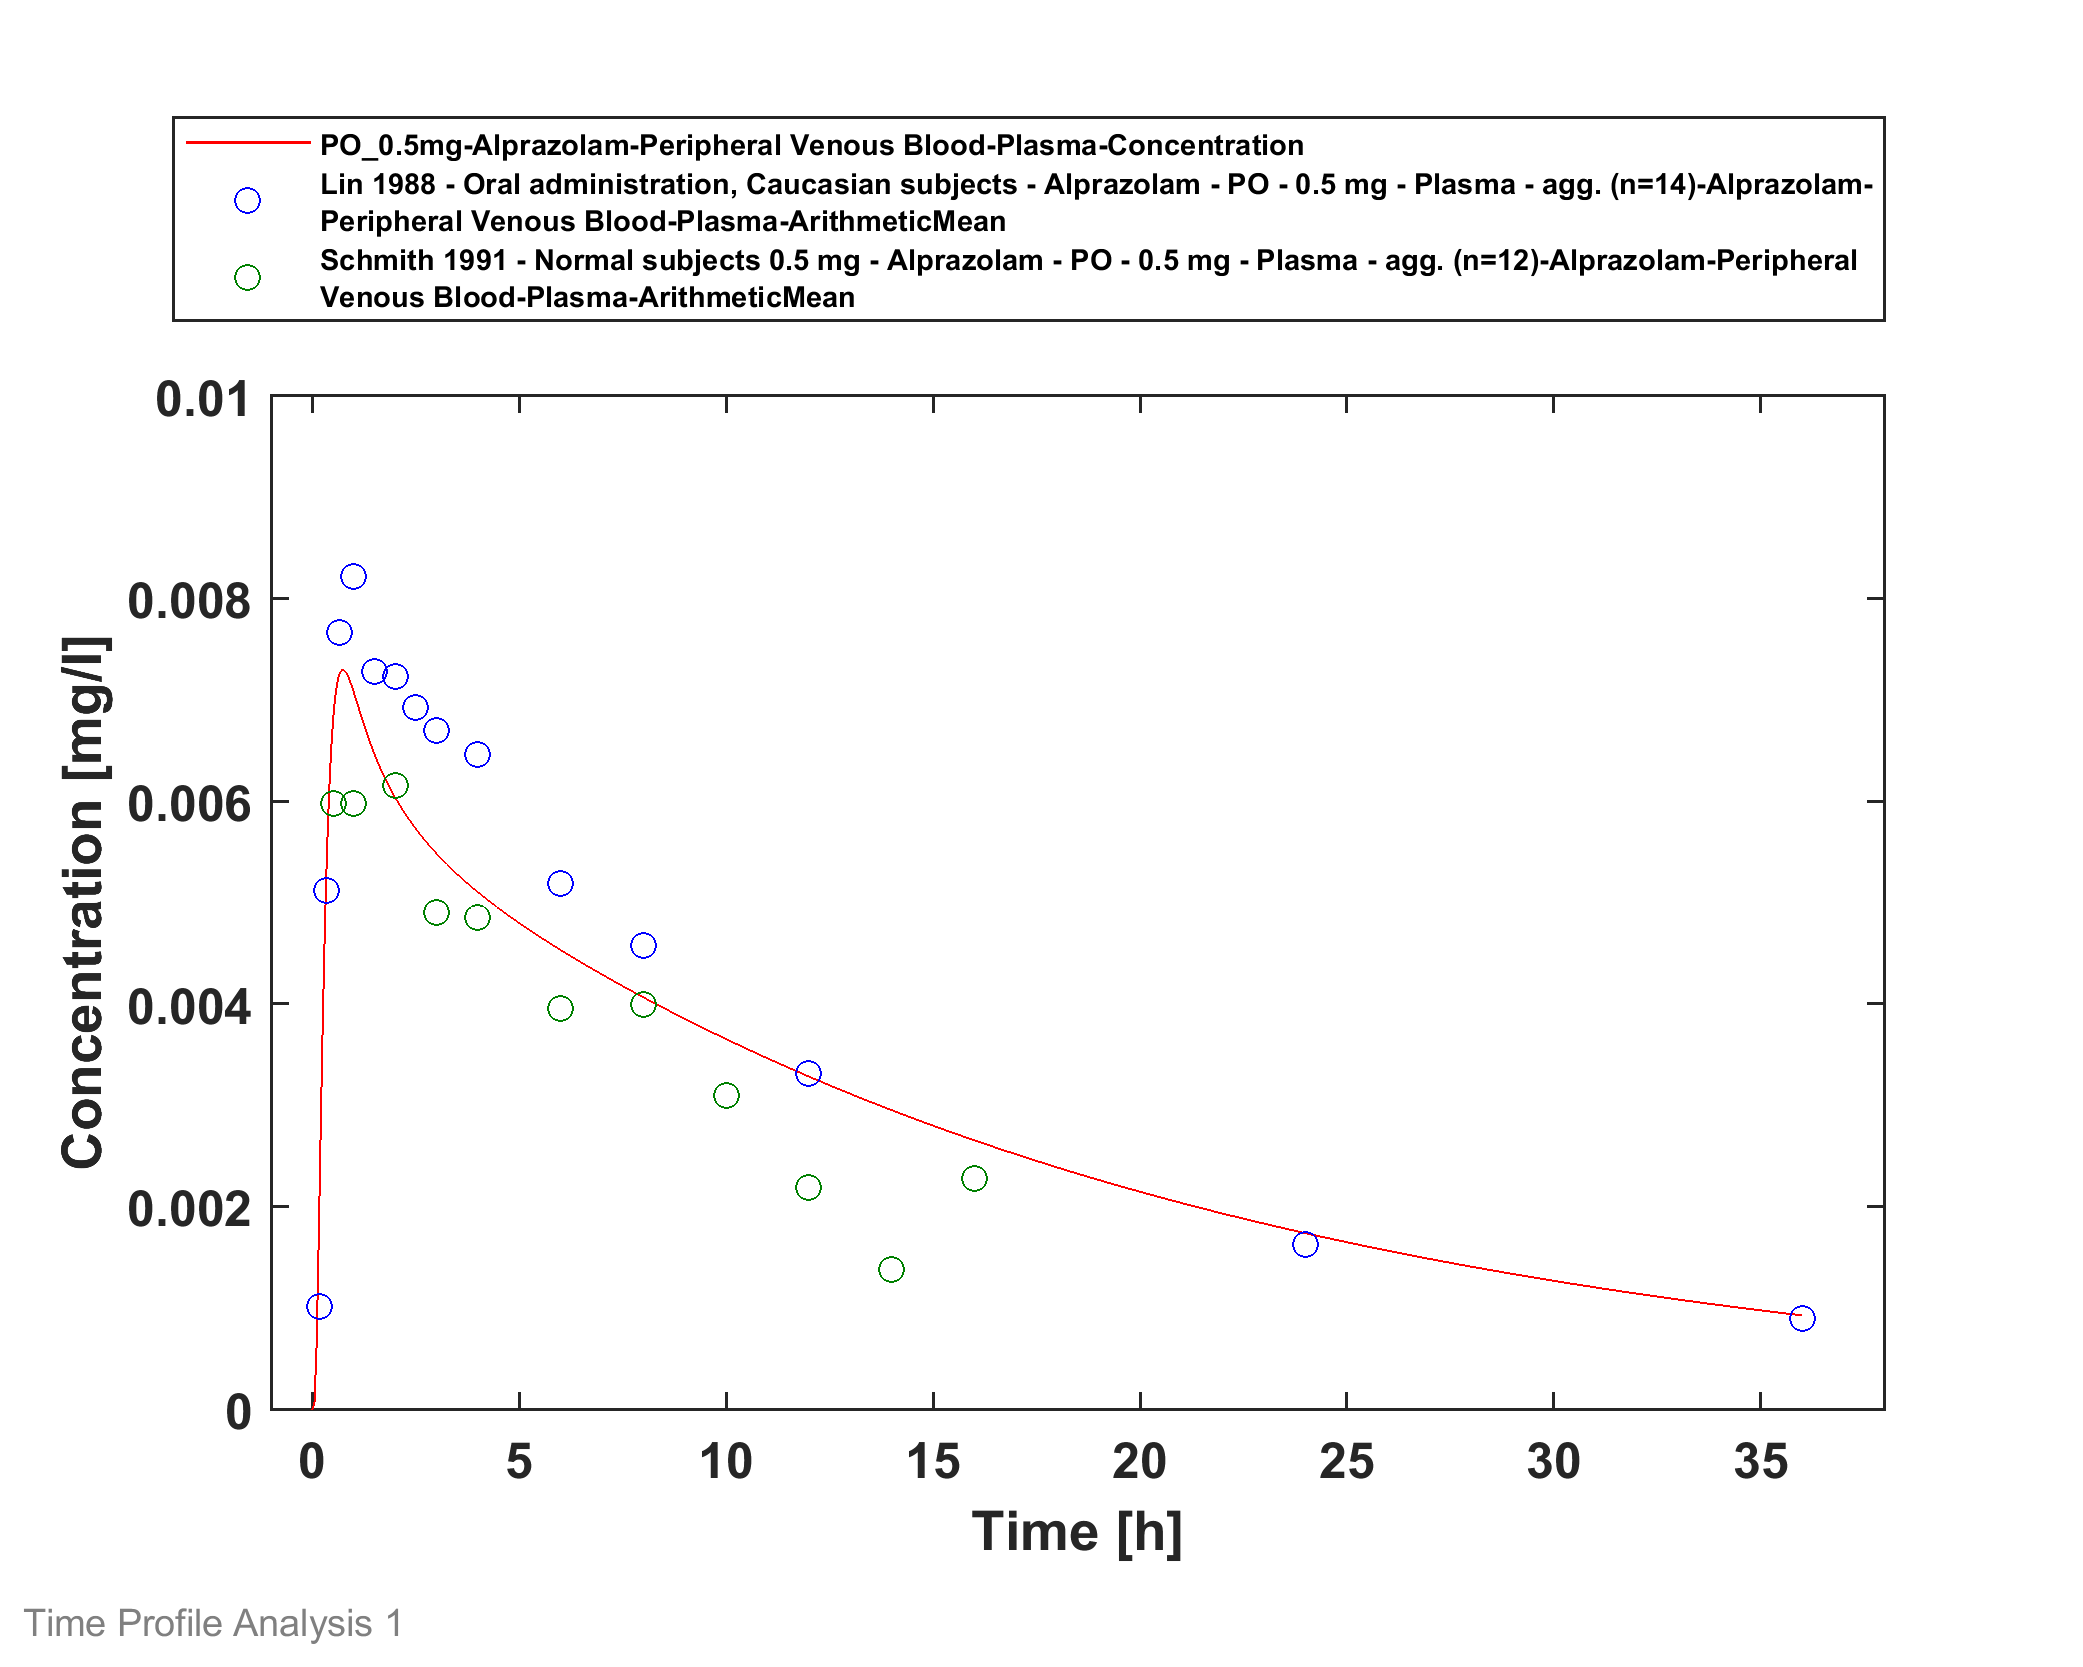 PO_0.5mg-Alprazolam-Peripheral Venous Blood-Plasma-Concentration
Lin 1988 - Oral administration, Caucasian subjects - Alprazolam - PO - 0.5 mg - Plasma - agg. (n=14)-Alprazolam-
Peripheral Venous Blood-Plasma-ArithmeticMean
Schmith 1991 - Normal subjects 0.5 mg - Alprazolam - PO - 0.5 mg - Plasma - agg. (n=12)-Alprazolam-Peripheral
Venous Blood-Plasma-ArithmeticMean
0.01
0.008
0.006
0.004
0.002
0
Concentration [mg/l]
0 5 10 15 20 25 30 35
Time [h]
Time Profile Analysis 1